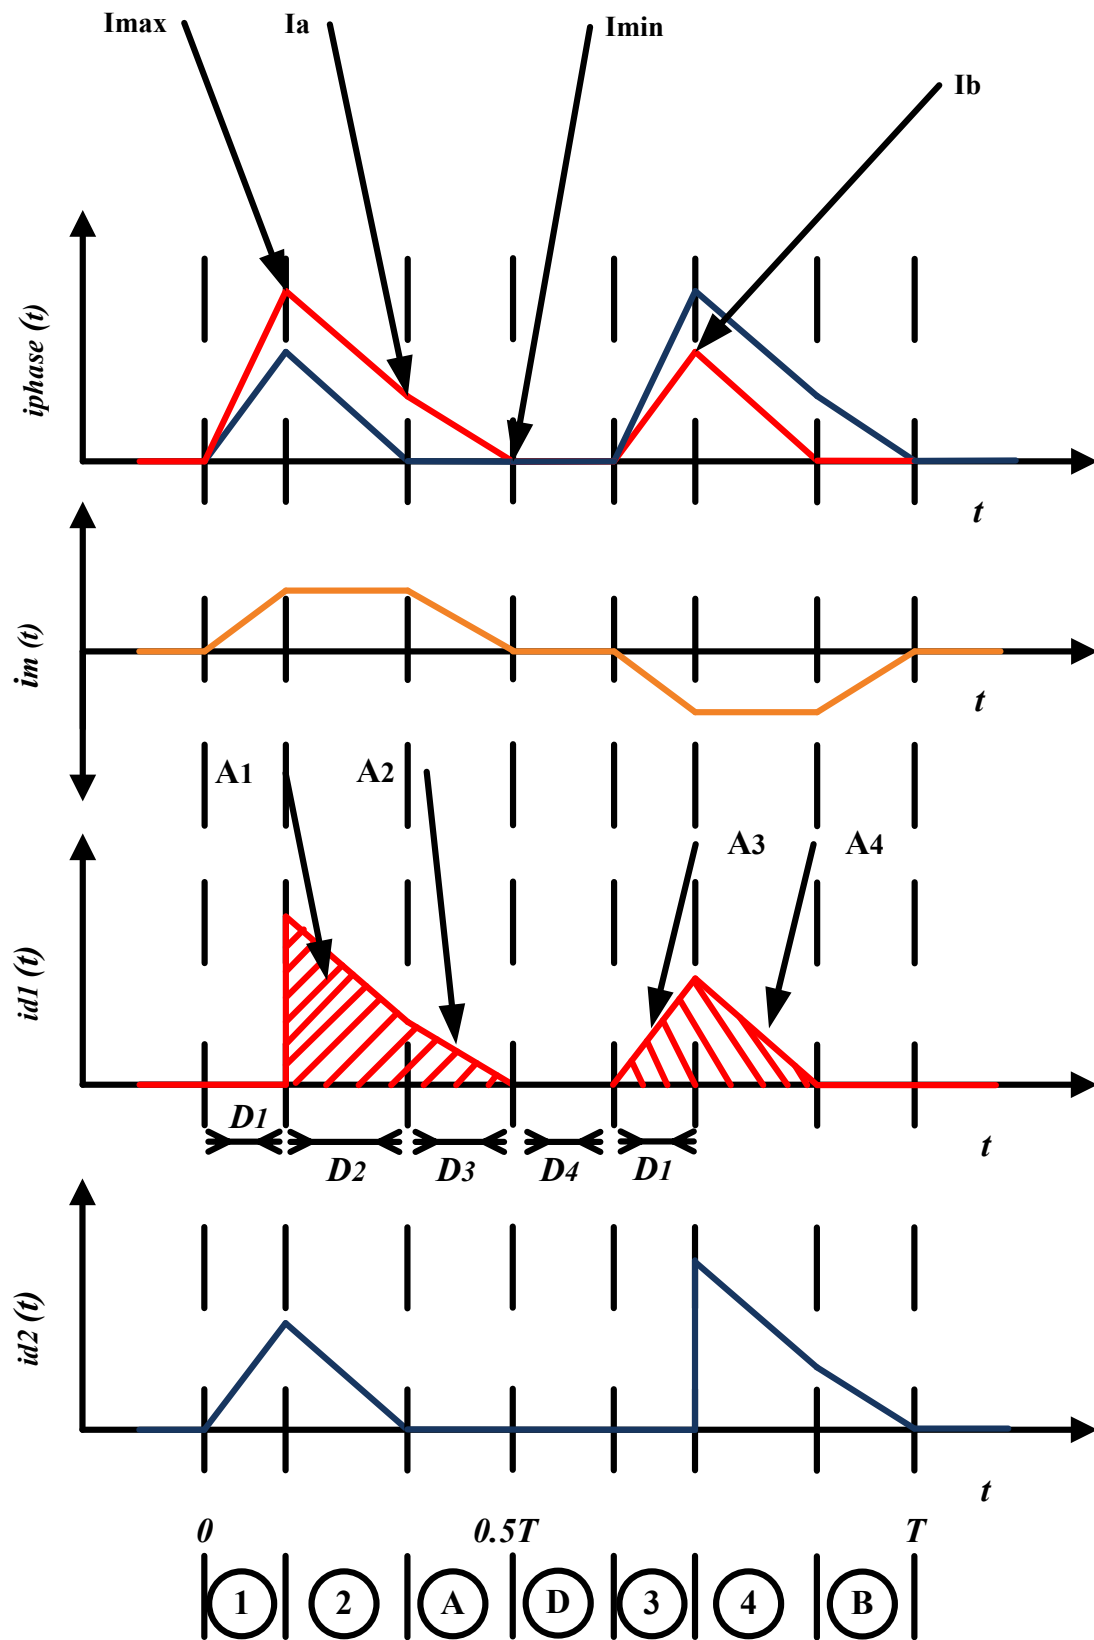 Imax Ia Imin
Ib
iphase (t)
t
im (t)
t
A1 A2
A3 A4
id1 (t)
D1
D2 D3 D4 D1
t
id2 (t)
t
0 0.5T T
1 2 A D 3 4 B